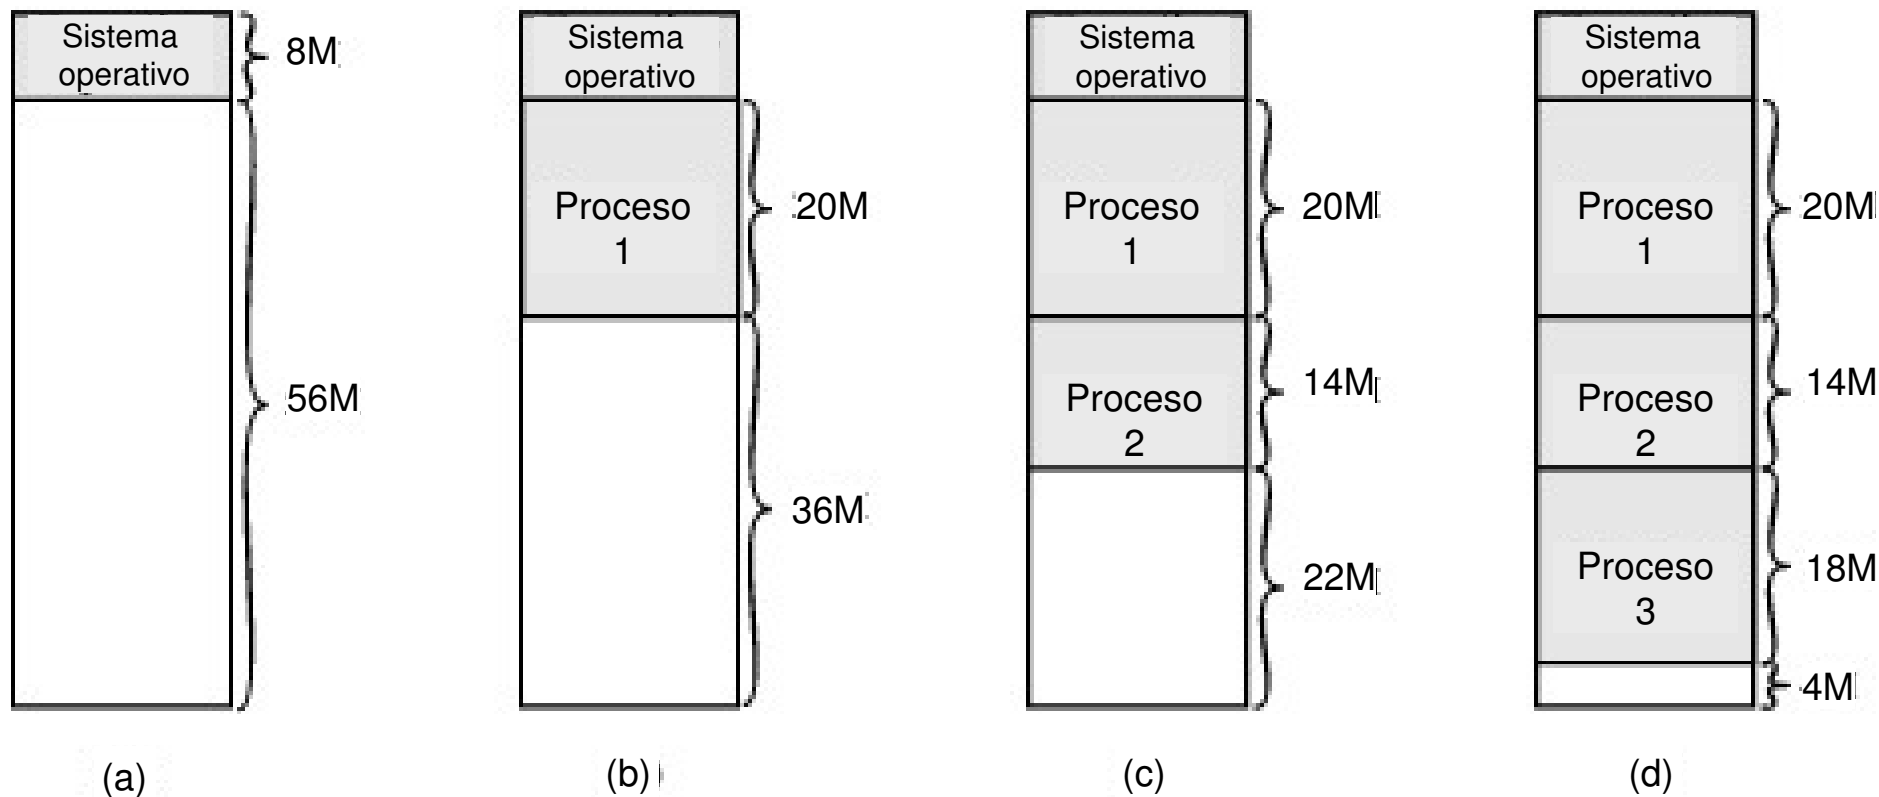 Sistema
operativo
8M
56M
(a)
Sistema
operativo
Proceso
1
20M
36M
(b)
Sistema
operativo
Proceso
1
20M
Proceso
2
14M
22M
(c)
Sistema
operativo
Proceso
1
20M
Proceso
2
14M
Proceso
3
18M
4M
(d)